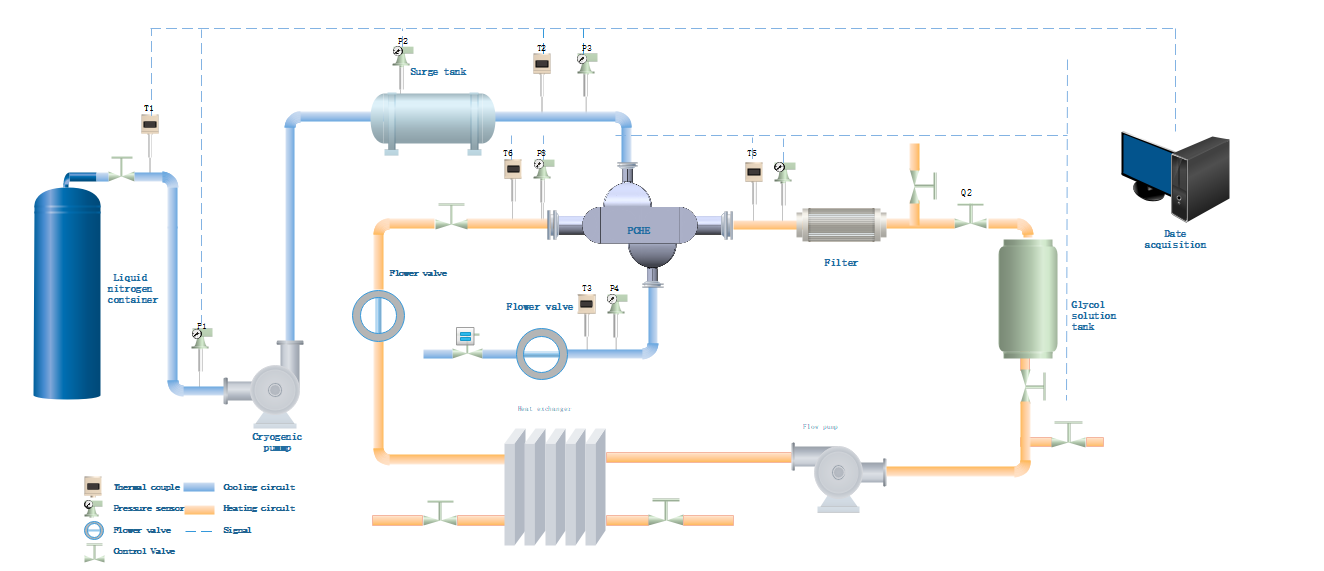 P2
T2
P3
Surge tank
T1
T6
P8
T5
Q2
PCHE
Date
acquisition
Filter
Liquid
nitrogen
container
Flower valve
T3
P4
Flower valve
Glycol
solution
tank
P1
Heat exchanger
Flow pump
Cryogenic
pump
Thermal couple
Cooling circuit
Pressure sensor
Heating circuit
Flower valve
Signal
Control Valve